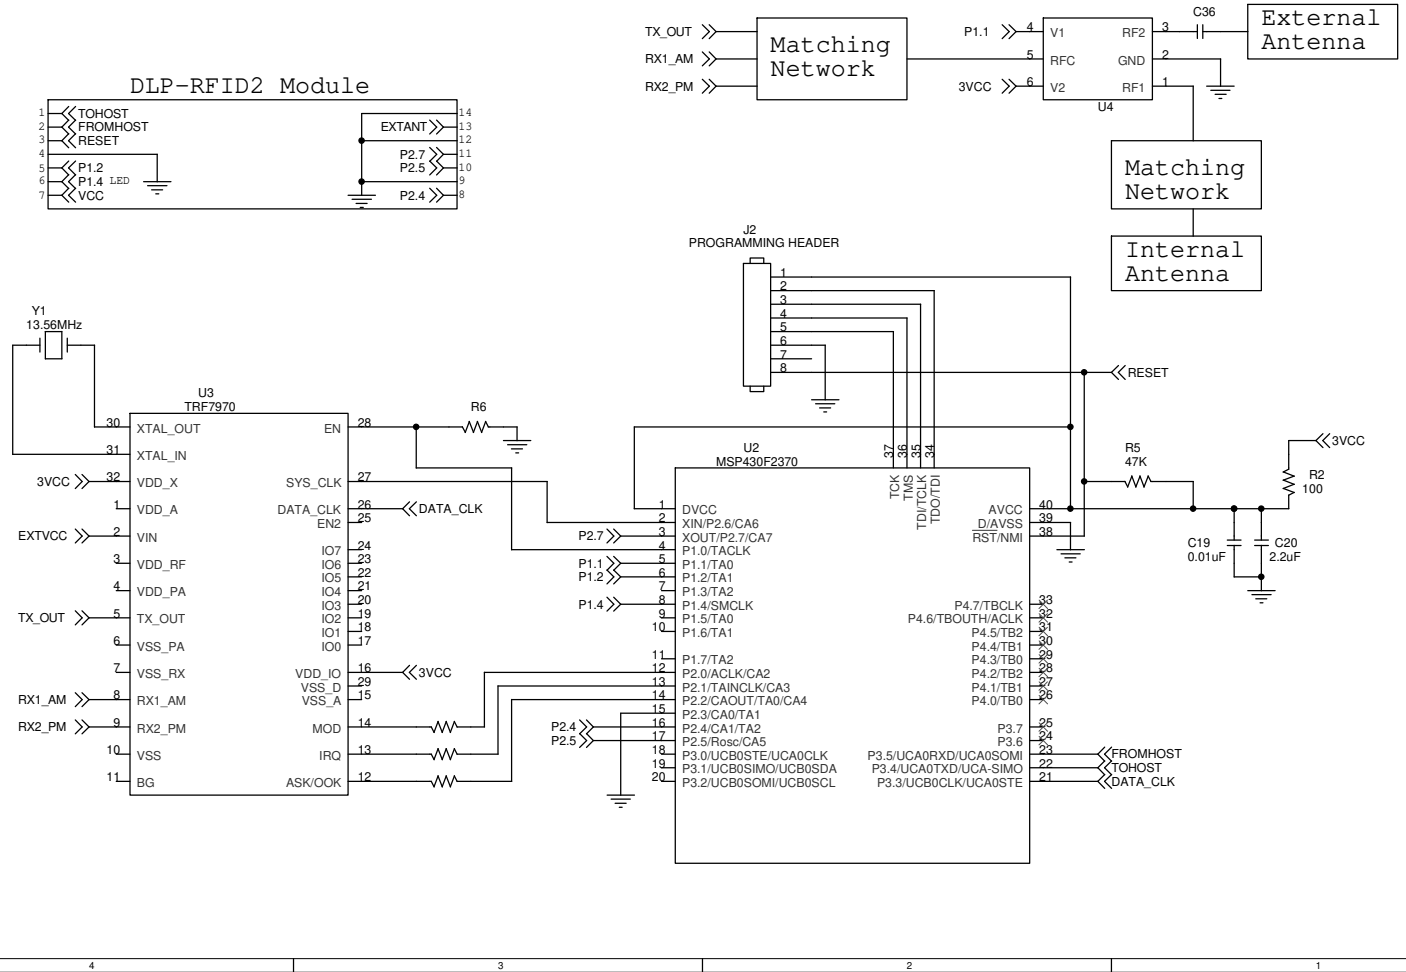 TX_OUT
RX1_AM
RX2_PM
Matching
Network
P1.1
3VCC
4 V1
5 RFC
6 V2
RF2 3
GND 2
RF1 1
U4
C36
External
Antenna
Matching
Network
Internal
Antenna
DLP-RFID2 Module
1 TOHOST
2 FROMHOST
3 RESET
4
5 P1.2
6 P1.4 LED
7 VCC
14
EXTANT 13
12
P2.7 11
P2.5 10
9
P2.4 8
J2
PROGRAMMING HEADER
1
2
3
4
5
6
7
8
RESET
Y1
13.56MHz
U3
TRF7970
30 XTAL_OUT
31 XTAL_IN
3VCC 32 VDD_X
1 VDD_A
EXTVCC 2 VIN
3 VDD_RF
4 VDD_PA
TX_OUT 5 TX_OUT
6 VSS_PA
7 VSS_RX
RX1_AM 8 RX1_AM
RX2_PM 9 RX2_PM
10 VSS
11 BG
EN 28
SYS_CLK 27
DATA_CLK 26 DATA_CLK
EN2 25
IO7 24
IO6 23
IO5 22
IO4 21
IO3 20
IO2 19
IO1 18
IO0 17
VDD_IO 16 3VCC
VSS_D 29
VSS_A 15
MOD 14
IRQ 13
ASK/OOK 12
R6
U2
MSP430F2370
37 TCK
36 TMS
35 TDI/TCLK
34 TDO/TDI
1 DVCC
2 XIN/P2.6/CA6
P2.7 3 XOUT/P2.7/CA7
4 P1.0/TACLK
P1.1 5 P1.1/TA0
P1.2 6 P1.2/TA1
7 P1.3/TA2
P1.4 8 P1.4/SMCLK
9 P1.5/TA0
10 P1.6/TA1
11 P1.7/TA2
12 P2.0/ACLK/CA2
13 P2.1/TAINCLK/CA3
14 P2.2/CAOUT/TA0/CA4
15 P2.3/CA0/TA1
P2.4 16 P2.4/CA1/TA2
P2.5 17 P2.5/Rosc/CA5
18 P3.0/UCB0STE/UCA0CLK
19 P3.1/UCB0SIMO/UCB0SDA
20 P3.2/UCB0SOMI/UCB0SCL
AVCC 40
D/AVSS 39
RST/NMI 38
P4.7/TBCLK 33
P4.6/TBOUTH/ACLK 32
P4.5/TB2 31
P4.4/TB1 30
P4.3/TB0 29
P4.2/TB2 28
P4.1/TB1 27
P4.0/TB0 26
P3.7 25
P3.6 24
P3.5/UCA0RXD/UCA0SOMI 23 FROMHOST
P3.4/UCA0TXD/UCA-SIMO 22 TOHOST
P3.3/UCB0CLK/UCA0STE 21 DATA_CLK
R5
47K
3VCC
R2
100
C19
0.01uF
C20
2.2uF
4 3 2 1